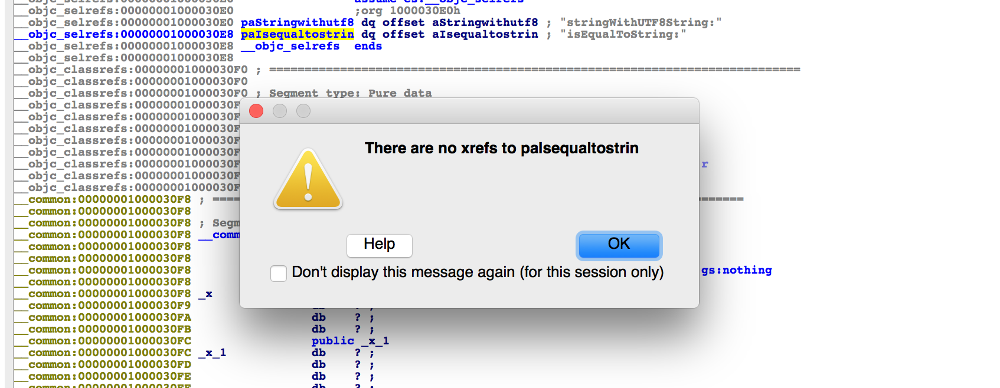 __objc_selrefs:00000001000030E0 assume cs:__objc_selrefs
__objc_selrefs:00000001000030E0 ;org 1000030E0h
__objc_selrefs:00000001000030E0 paStringwithutf8 dq offset aStringwithutf8 ; "stringWithUTF8String:"
__objc_selrefs:00000001000030E8 paIsequaltostrin dq offset aIsequaltostrin ; "isEqualToString:"
__objc_selrefs:00000001000030E8 __objc_selrefs ends
__objc_selrefs:00000001000030E8
__objc_classrefs:00000001000030F0 ; ===========================================================================
__objc_classrefs:00000001000030F0
__objc_classrefs:00000001000030F0 ; Segment type: Pure data
__objc_classrefs:00000001000030F
__objc_classrefs:00000001000030F
__objc_classrefs:00000001000030F
__objc_classrefs:00000001000030F
__objc_classrefs:00000001000030F
__objc_classrefs:00000001000030F r
__objc_classrefs:00000001000030F
__objc_classrefs:00000001000030F
__common:00000001000030F8 ; ==== ======
__common:00000001000030F8
__common:00000001000030F8 ; Segm
__common:00000001000030F8 __comm
__common:00000001000030F8
__common:00000001000030F8
__common:00000001000030F8 gs:nothing
__common:00000001000030F8
__common:00000001000030F8 _x
__common:00000001000030F9 db ? ;
__common:00000001000030FA db ? ;
__common:00000001000030FB db ? ;
__common:00000001000030FC public _x_1
__common:00000001000030FC _x_1 db ? ;
__common:00000001000030FD db ? ;
__common:00000001000030FE db ? ;
__common:00000001000030FF db ? ;
There are no xrefs to paIsequaltostrin
Help
OK
Don't display this message again (for this session only)